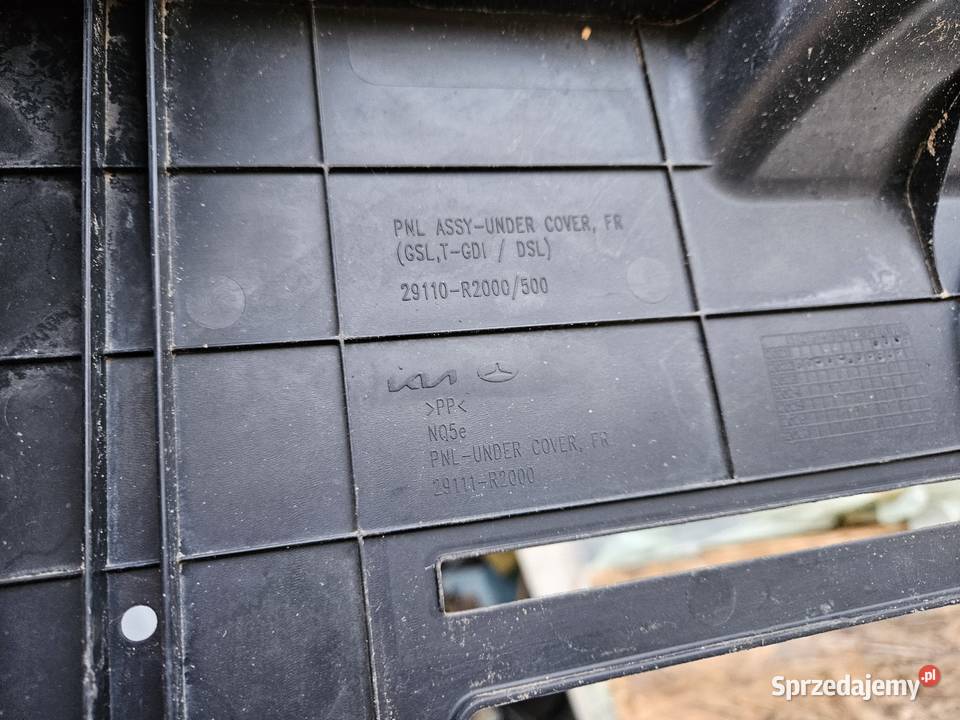 PNL ASSY-UNDER COVER, FR
(GSL,T-GDI / DSL)
29110-R2000/500
KIA
>PP<
NQ5e
PNL-UNDER COVER, FR
29111-R2000
Sprzedajemy.pl